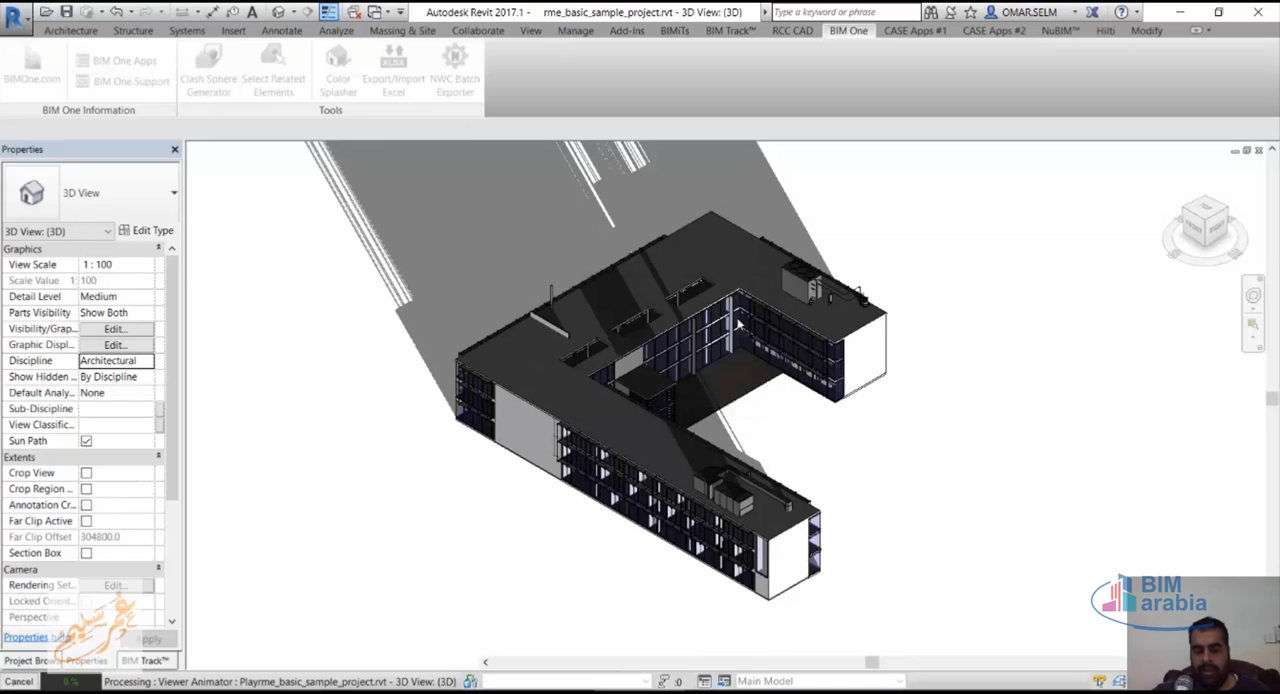 Autodesk Revit 2017.1 - rme_basic_sample_project.rvt - 3D View: {3D}
Type a keyword or phrase
OMAR.SELM
Architecture Structure Systems Insert Annotate Analyze Massing & Site Collaborate View Manage Add-Ins BIMiTs BIM Track™ RCC CAD BIM One CASE Apps #1 CASE Apps #2 NuBIM™ Hilti Modify
BIMOne.com
BIM One Apps
BIM One Support
Clash Sphere Generator
Select Related Elements
Color Splasher
Export/Import Excel
NWC Batch Exporter
BIM One Information
Tools
Properties
3D View
3D View: {3D}
Edit Type
Graphics
View Scale 1 : 100
Scale Value 1: 100
Detail Level Medium
Parts Visibility Show Both
Visibility/Grap... Edit...
Graphic Displ... Edit...
Discipline Architectural
Show Hidden ... By Discipline
Default Analy... None
Sub-Discipline
View Classific...
Sun Path
Extents
Crop View
Crop Region ...
Annotation Cr...
Far Clip Active
Far Clip Offset 304800.0
Section Box
Camera
Rendering Set... Edit...
Locked Orient...
Perspective
Properties help
Apply
Project Brow... Properties BIM Track™
Cancel 0 % Processing : Viewer Animator : Playrme_basic_sample_project.rvt - 3D View: {3D}
:0
Main Model
TOP
FRONT
RIGHT
BIM
arabia
عمر سليم